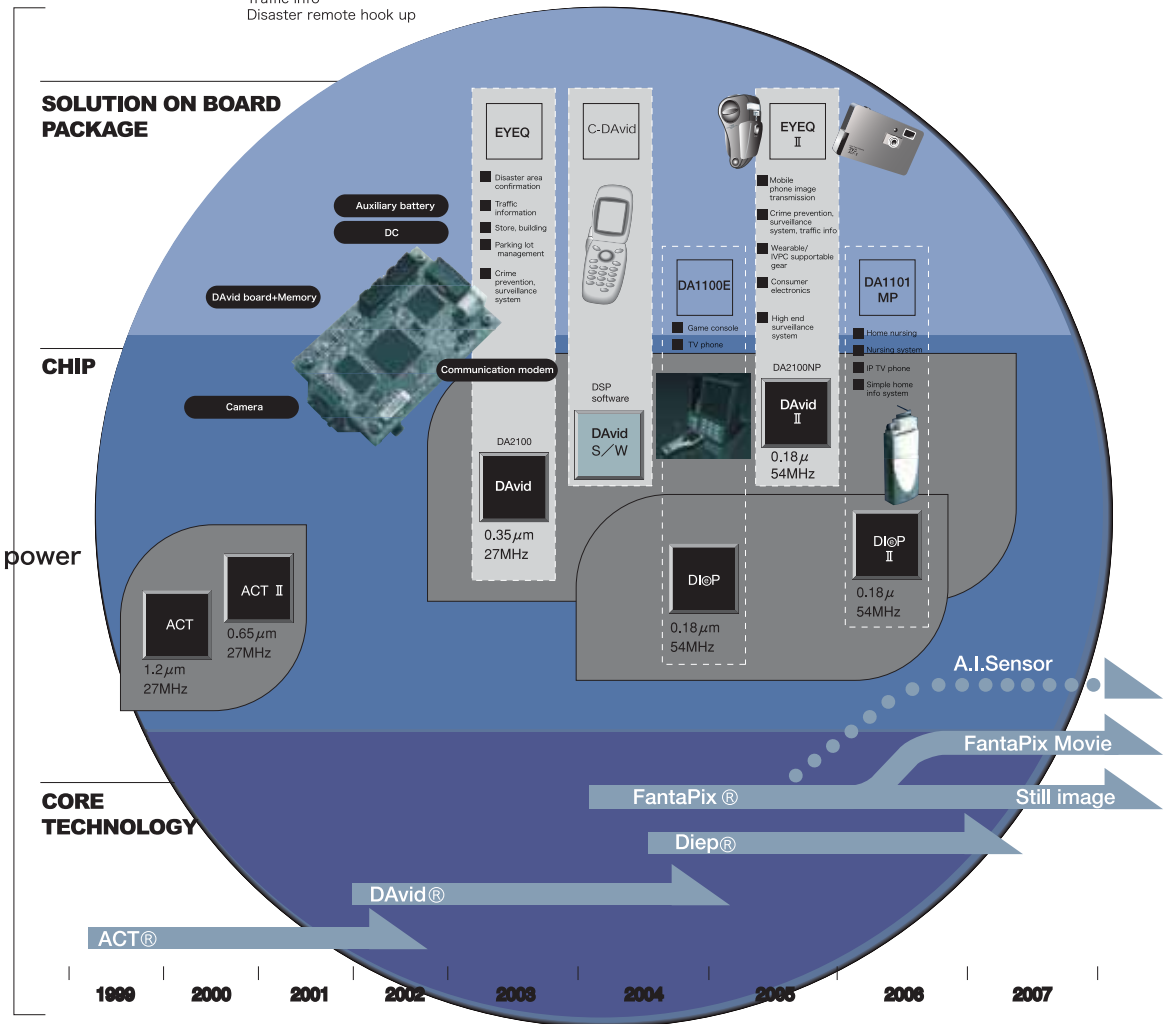 Traffic info
Disaster remote hook up
SOLUTION ON BOARD
PACKAGE
EYEQ
Disaster area
confirmation
Traffic
information
Store, building
Parking lot
management
Crime
prevention,
surveillance
system
C-DAvid
EYEQ
II
Mobile
phone image
transmission
Crime prevention,
surveillance
system, traffic info
Wearable/
IVPC supportable
gear
Consumer
electronics
High end
surveillance
system
DA1100E
Game console
TV phone
DA1101
MP
Home nursing
Nursing system
IP TV phone
Simple home
info system
Auxiliary battery
DC
DAvid board+Memory
Communication modem
Camera
CHIP
DA2100
DAvid
0.35μm
27MHz
DSP
software
DAvid
S/W
DA2100NP
DAvid
II
0.18μ
54MHz
power
ACT
1.2μm
27MHz
ACT II
0.65μm
27MHz
DIeP
0.18μm
54MHz
DIeP
II
0.18μ
54MHz
A.I.Sensor
FantaPix Movie
CORE
TECHNOLOGY
FantaPix ®
Still image
Diep®
DAvid®
ACT®
1999
2000
2001
2002
2003
2004
2005
2006
2007